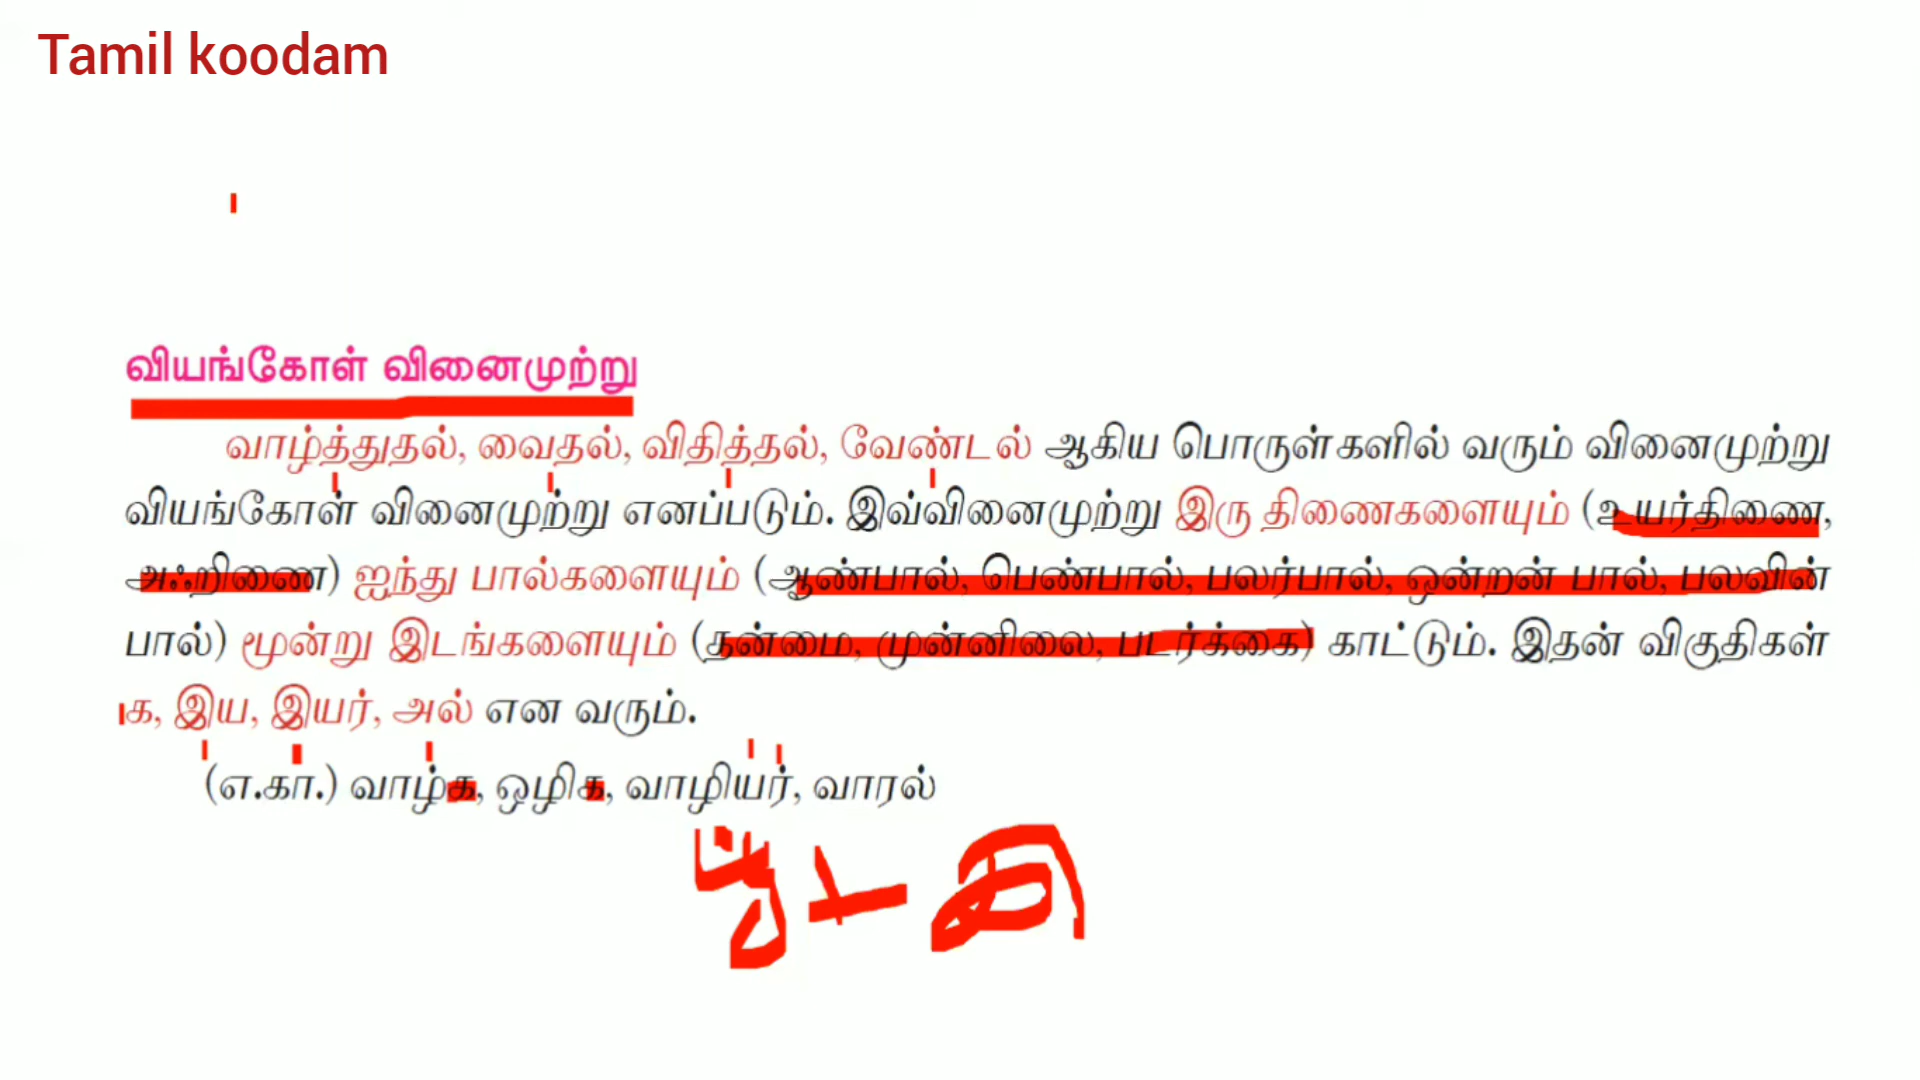 Tamil koodam
வியங்கோள் வினைமுற்று
வாழ்த்துதல், வைதல், விதித்தல், வேண்டல் ஆகிய பொருள்களில் வரும் வினைமுற்று
வியங்கோள் வினைமுற்று எனப்படும். இவ்வினைமுற்று இரு திணைகளையும் (உயர்திணை,
அஃறிணை) ஐந்து பால்களையும் (ஆண்பால், பெண்பால், பலர்பால், ஒன்றன் பால், பலவின்
பால்) மூன்று இடங்களையும் (தன்மை, முன்னிலை, படர்க்கை) காட்டும். இதன் விகுதிகள்
க, இய, இயர், அல் என வரும்.
(எ.கா.) வாழ்க, ஒழிக, வாழியர், வாரல்